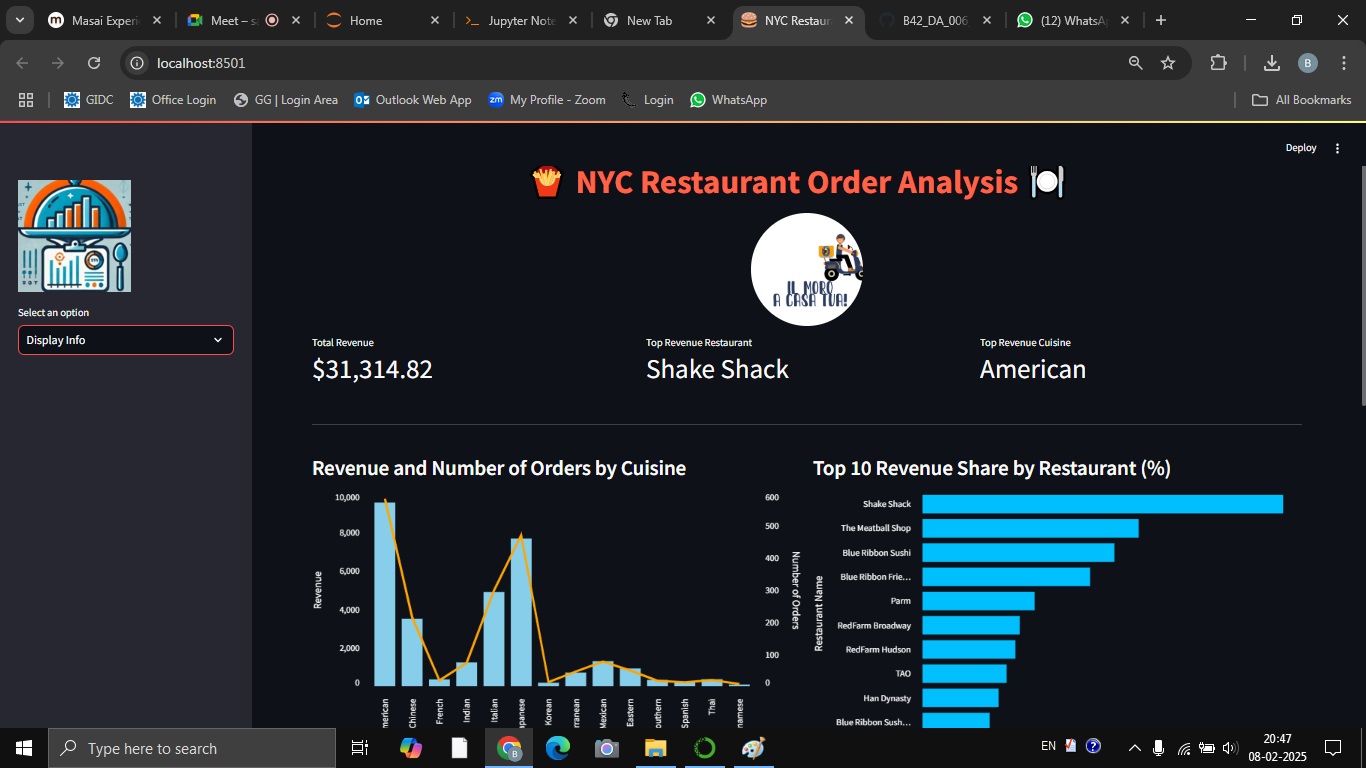 Masai Experi
Meet – s
Home
Jupyter Note
New Tab
NYC Restaur
B42_DA_006
(12) WhatsA
localhost:8501
B
GIDC
Office Login
GG | Login Area
Outlook Web App
zm
My Profile - Zoom
Login
WhatsApp
All Bookmarks
Deploy
NYC Restaurant Order Analysis
IL MORO
A CASA TUA!
Select an option
Display Info
Total Revenue
Top Revenue Restaurant
Top Revenue Cuisine
$31,314.82
Shake Shack
American
Revenue and Number of Orders by Cuisine
10,000
8,000
6,000
4,000
2,000
0
Revenue
600
500
400
300
200
100
0
Number of Orders
merican
Chinese
French
Indian
Italian
apanese
Korean
rranean
Mexican
Eastern
outhern
Spanish
Thai
namese
Top 10 Revenue Share by Restaurant (%)
Restaurant Name
Shake Shack
The Meatball Shop
Blue Ribbon Sushi
Blue Ribbon Frie...
Parm
RedFarm Broadway
RedFarm Hudson
TAO
Han Dynasty
Blue Ribbon Sush...
Type here to search
EN
20:47
08-02-2025